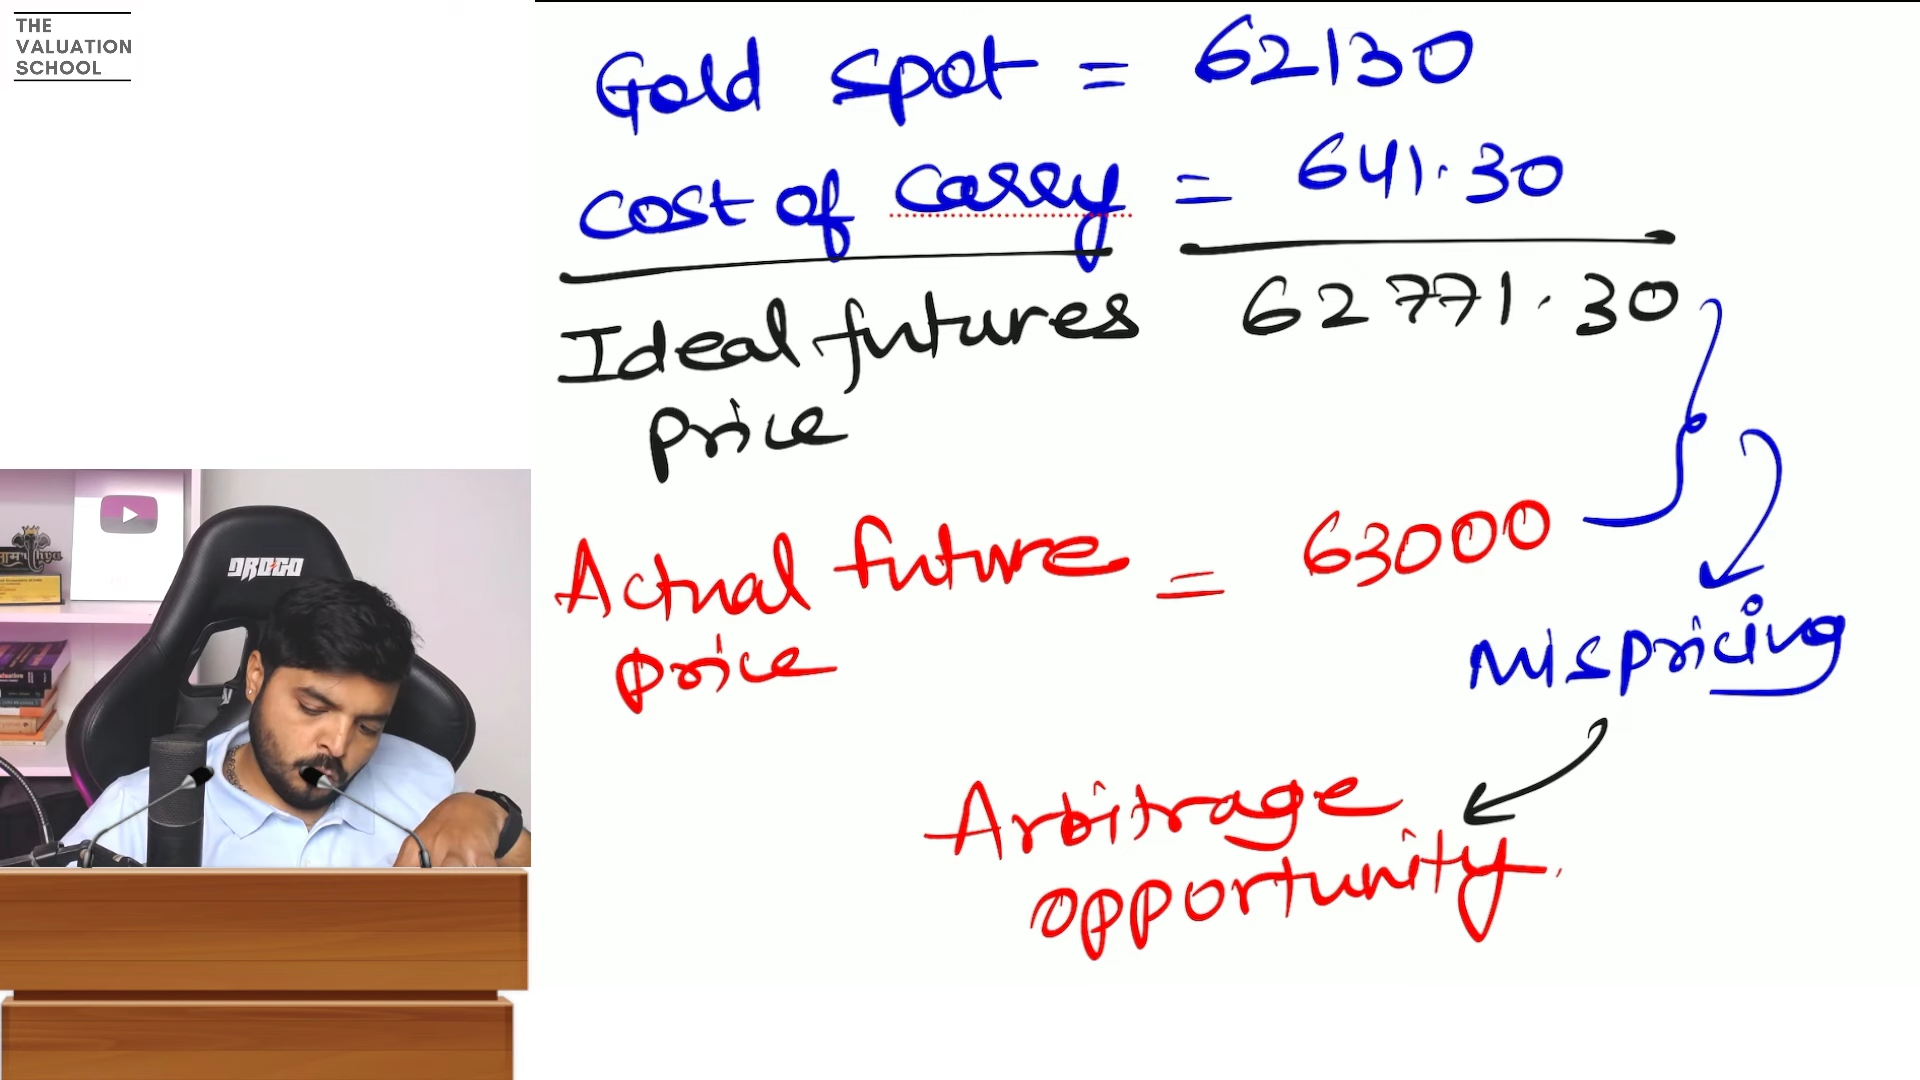 THE
VALUATION
SCHOOL
Gold spot = 62130
cost of carry = 641.30
Ideal futures 62771.30
price
Actual future = 63000
price
Mispricing
Arbitrage
opportunity
DROGO